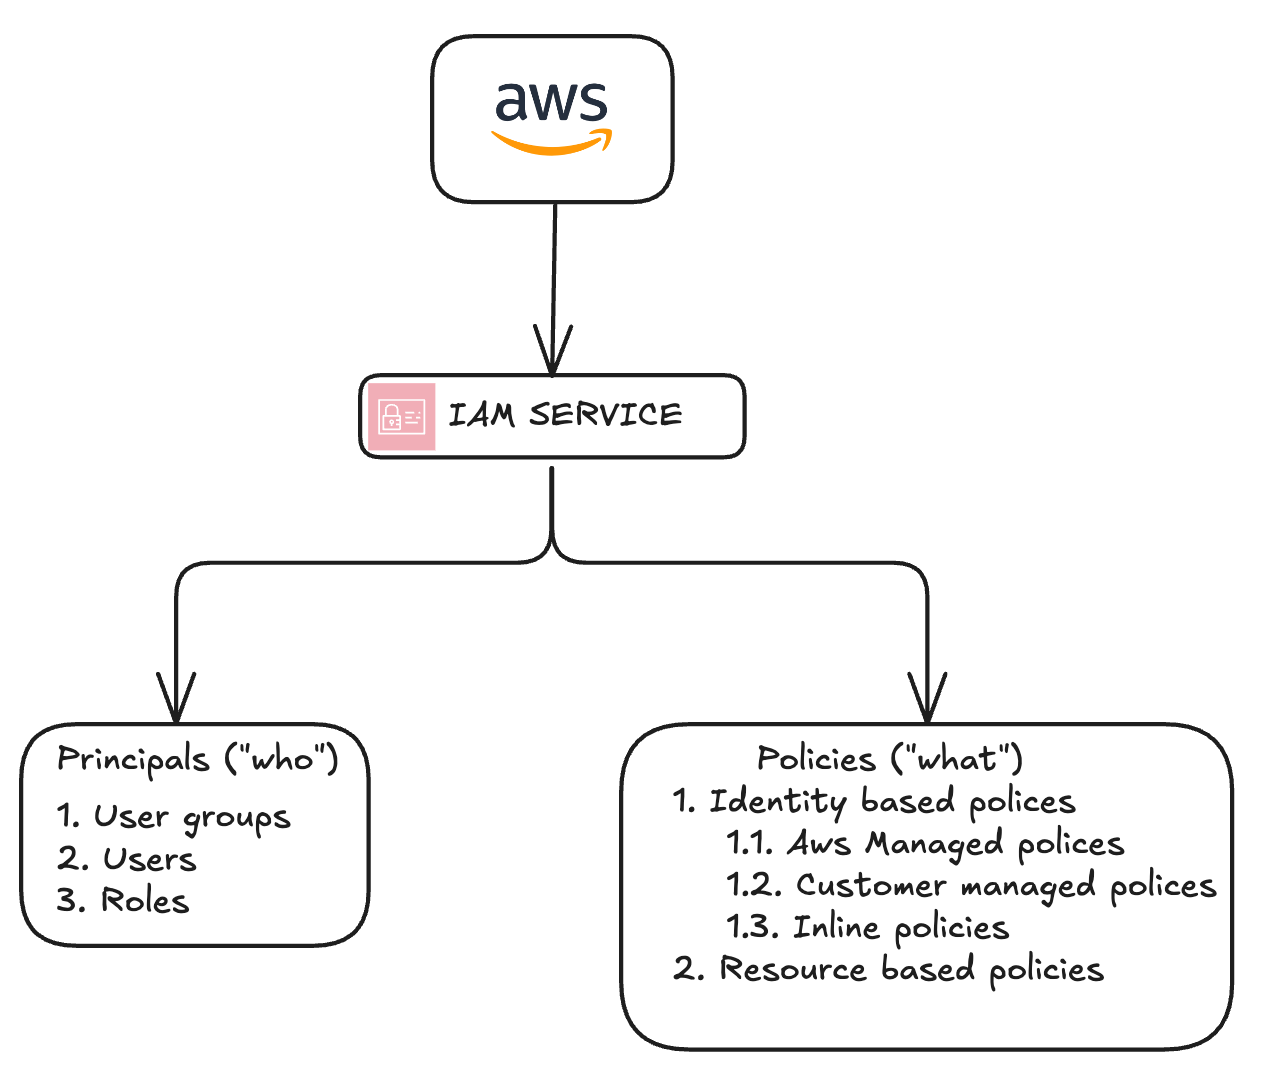 aws
IAM SERVICE
Principals ("who")
1. User groups
2. Users
3. Roles
Policies ("what")
1. Identity based polices
1.1. Aws Managed polices
1.2. Customer managed polices
1.3. Inline policies
2. Resource based policies